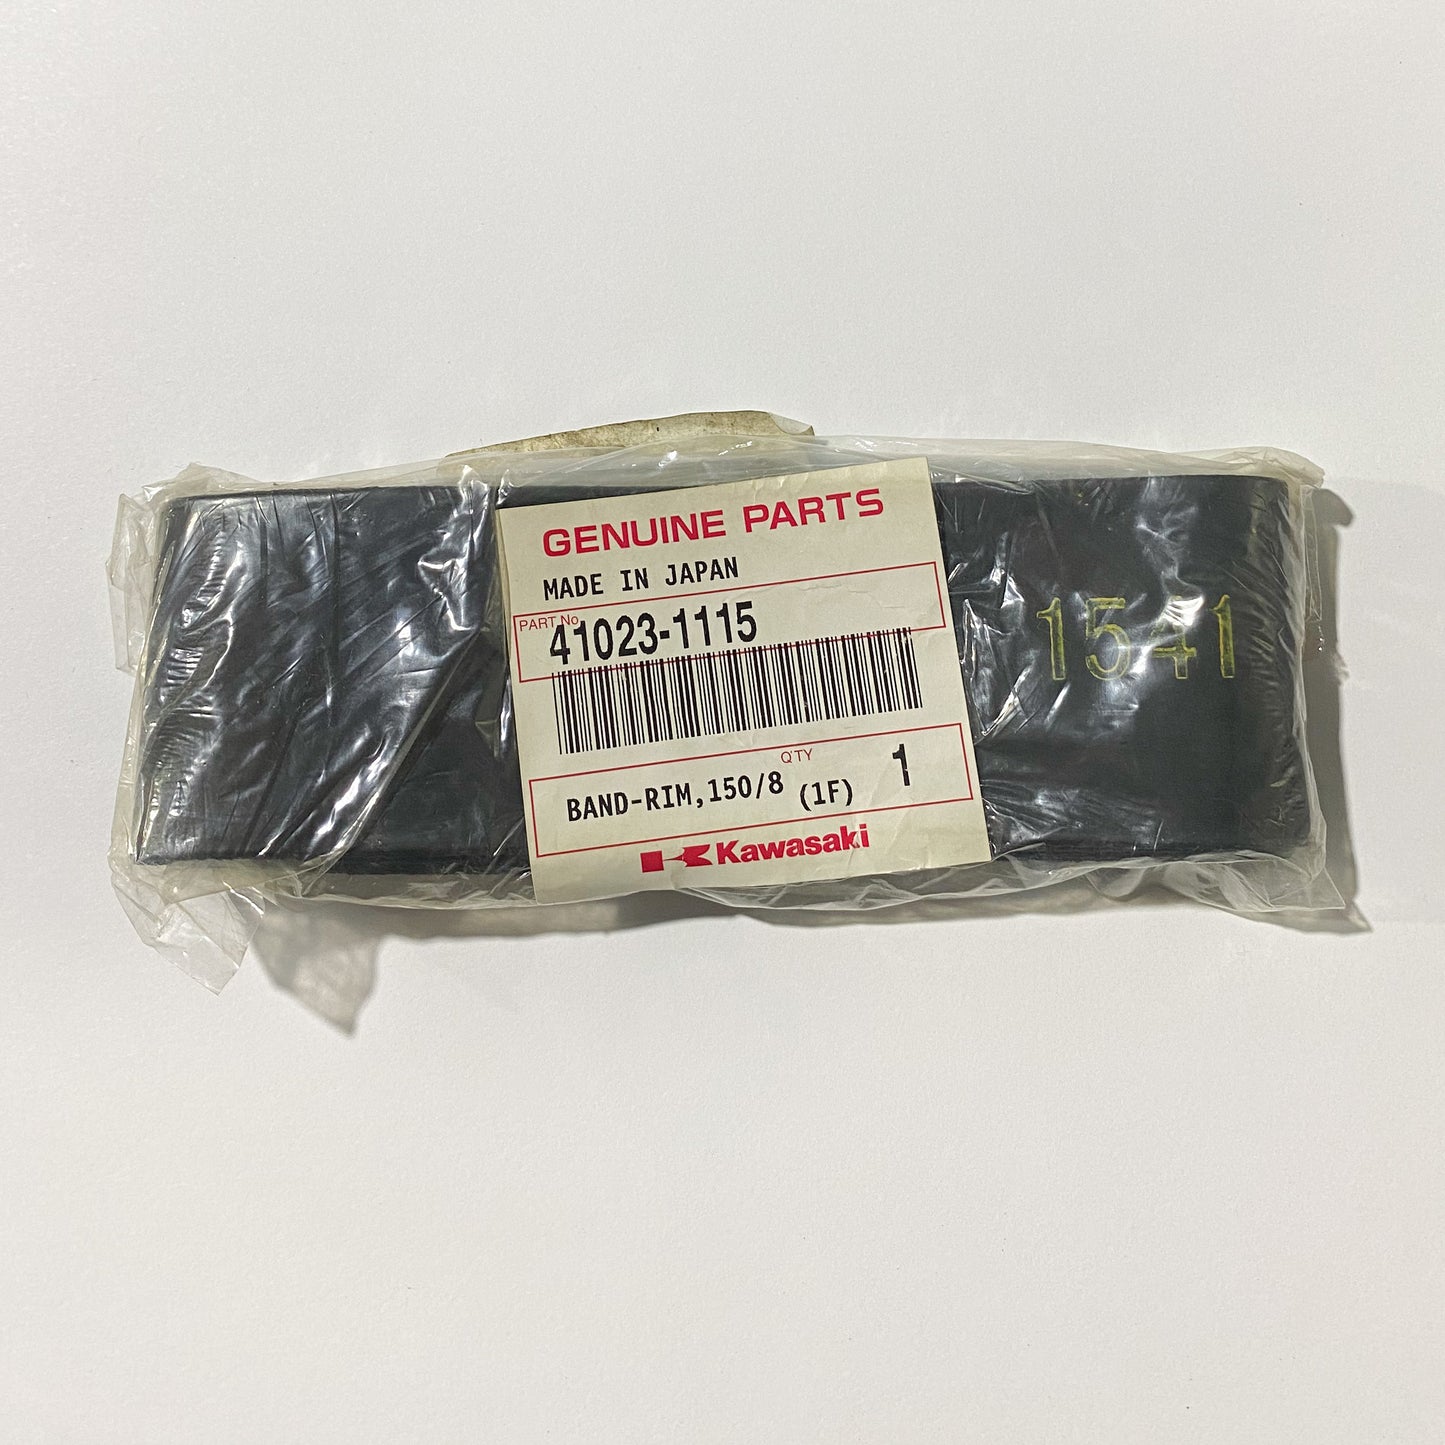 GENUINE PARTS
MADE IN JAPAN
PART No
41023-1115
Q'TY
BAND-RIM,150/8 (1F) 1
Kawasaki
1541